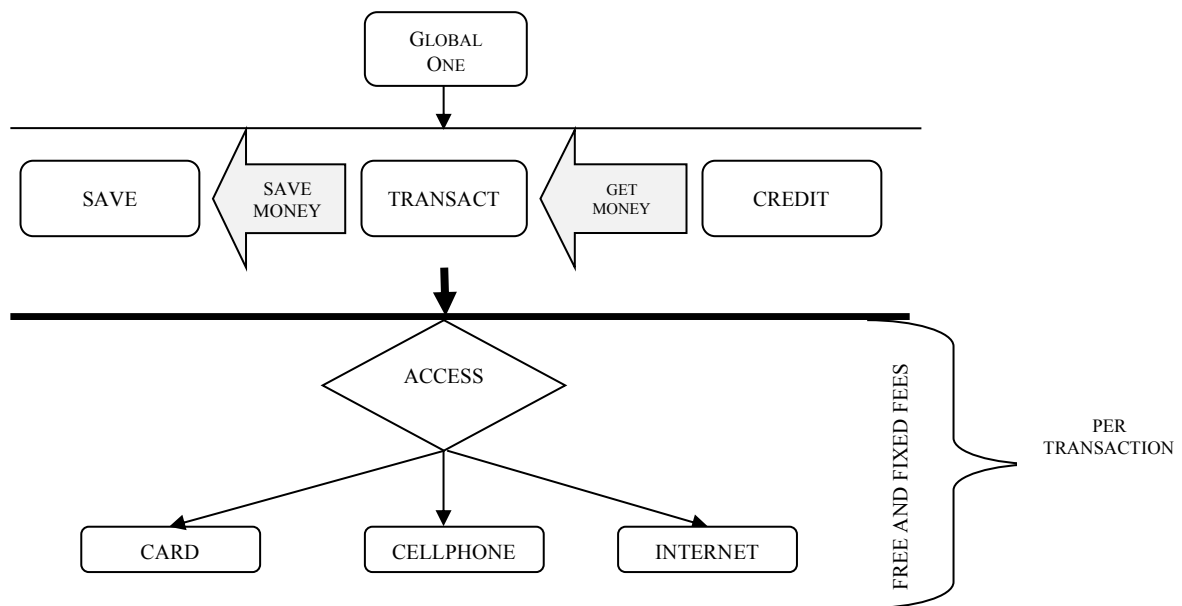 GLOBAL
ONE
SAVE
SAVE
MONEY
TRANSACT
GET
MONEY
CREDIT
ACCESS
FREE AND FIXED FEES
PER
TRANSACTION
CARD
CELLPHONE
INTERNET